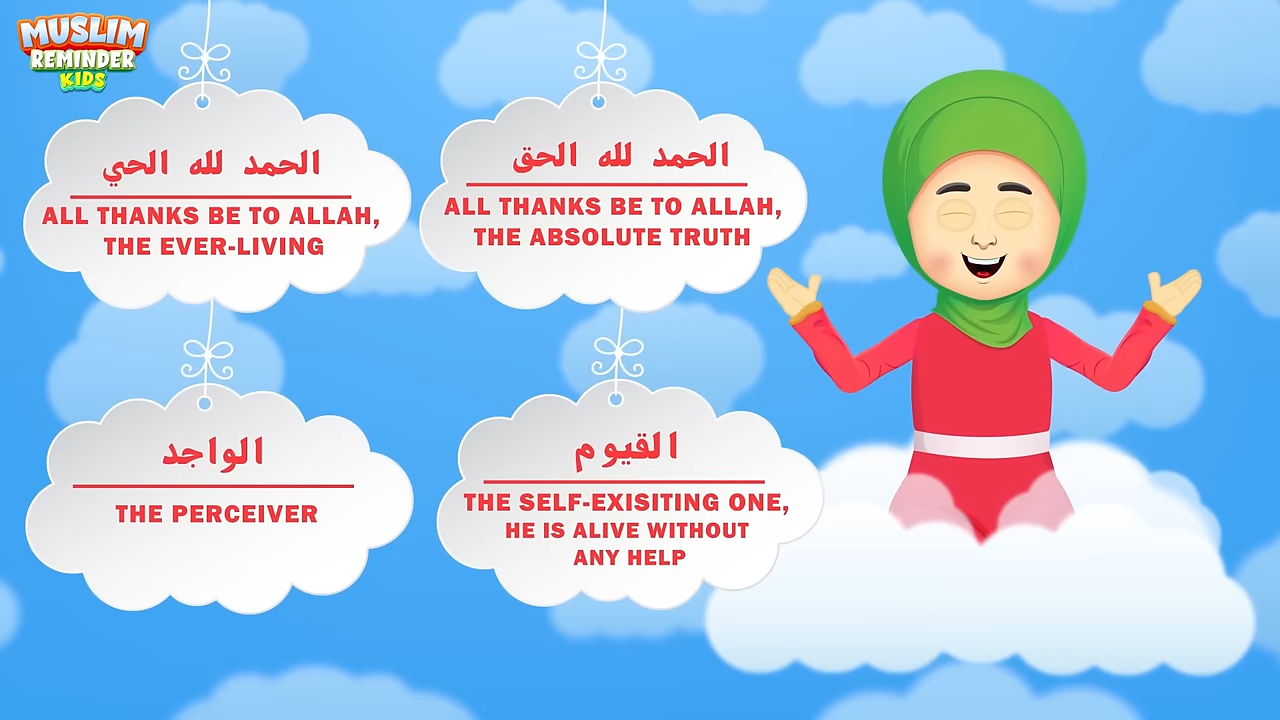 MUSLIM
REMINDER
KIDS
الحمد لله الحي
ALL THANKS BE TO ALLAH,
THE EVER-LIVING
الحمد لله الحق
ALL THANKS BE TO ALLAH,
THE ABSOLUTE TRUTH
الواجد
THE PERCEIVER
القيوم
THE SELF-EXISITING ONE,
HE IS ALIVE WITHOUT
ANY HELP